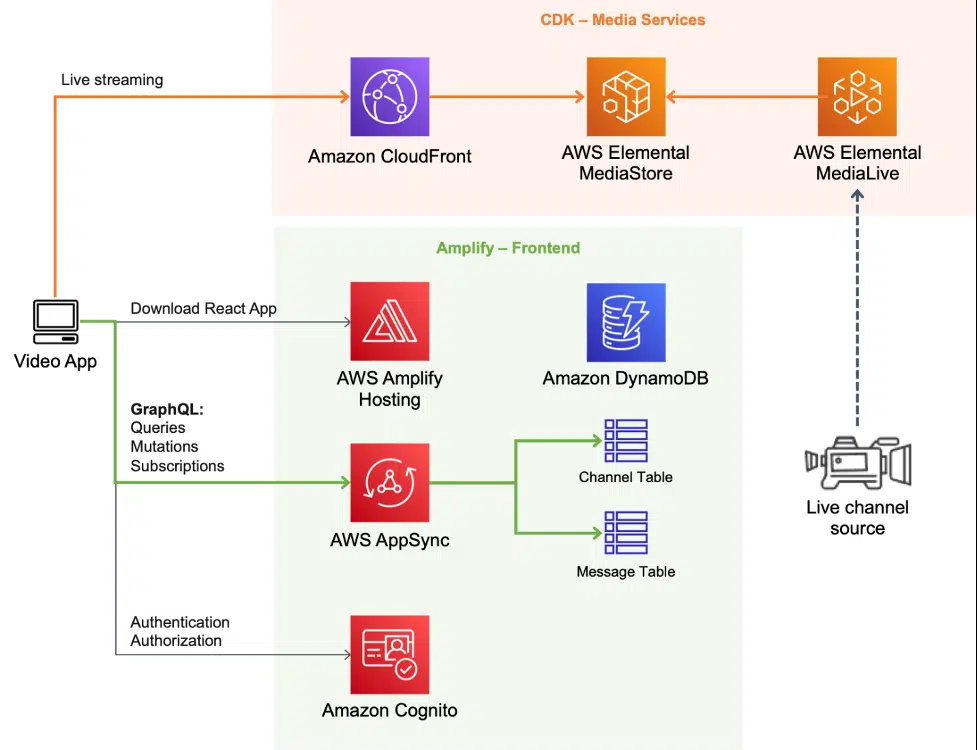 CDK – Media Services
Live streaming
Amazon CloudFront
AWS Elemental
MediaStore
AWS Elemental
MediaLive
Amplify – Frontend
Download React App
Video App
AWS Amplify
Hosting
Amazon DynamoDB
GraphQL:
Queries
Mutations
Subscriptions
Channel Table
AWS AppSync
Message Table
Live channel
source
Authentication
Authorization
Amazon Cognito